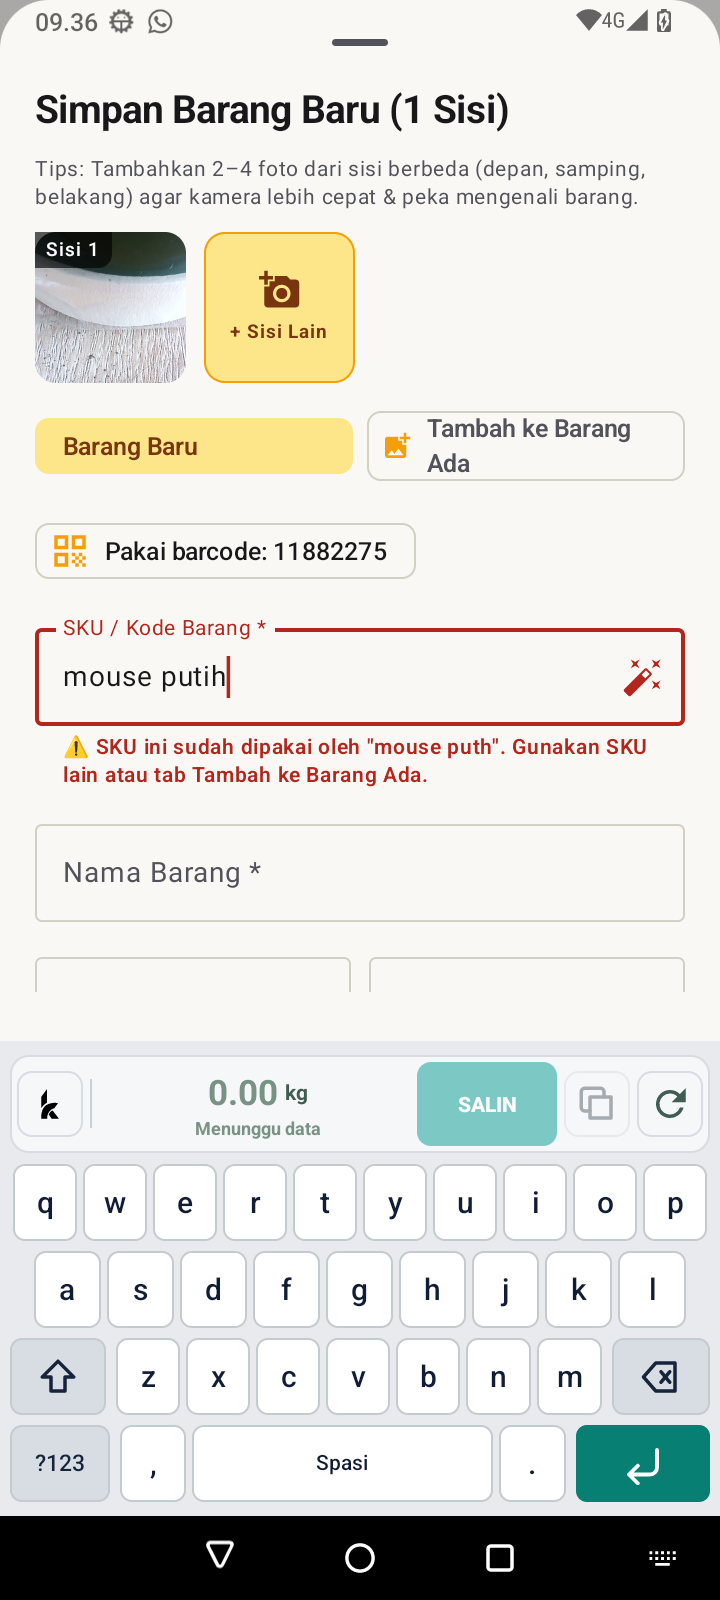 09.36
4G
Simpan Barang Baru (1 Sisi)
Tips: Tambahkan 2–4 foto dari sisi berbeda (depan, samping,
belakang) agar kamera lebih cepat & peka mengenali barang.
Sisi 1
+ Sisi Lain
Barang Baru
Tambah ke Barang
Ada
Pakai barcode: 11882275
SKU / Kode Barang *
mouse putih
⚠️ SKU ini sudah dipakai oleh "mouse puth". Gunakan SKU
lain atau tab Tambah ke Barang Ada.
Nama Barang *
0.00 kg
Menunggu data
SALIN
q w e r t y u i o p
a s d f g h j k l
z x c v b n m
?123 , Spasi .